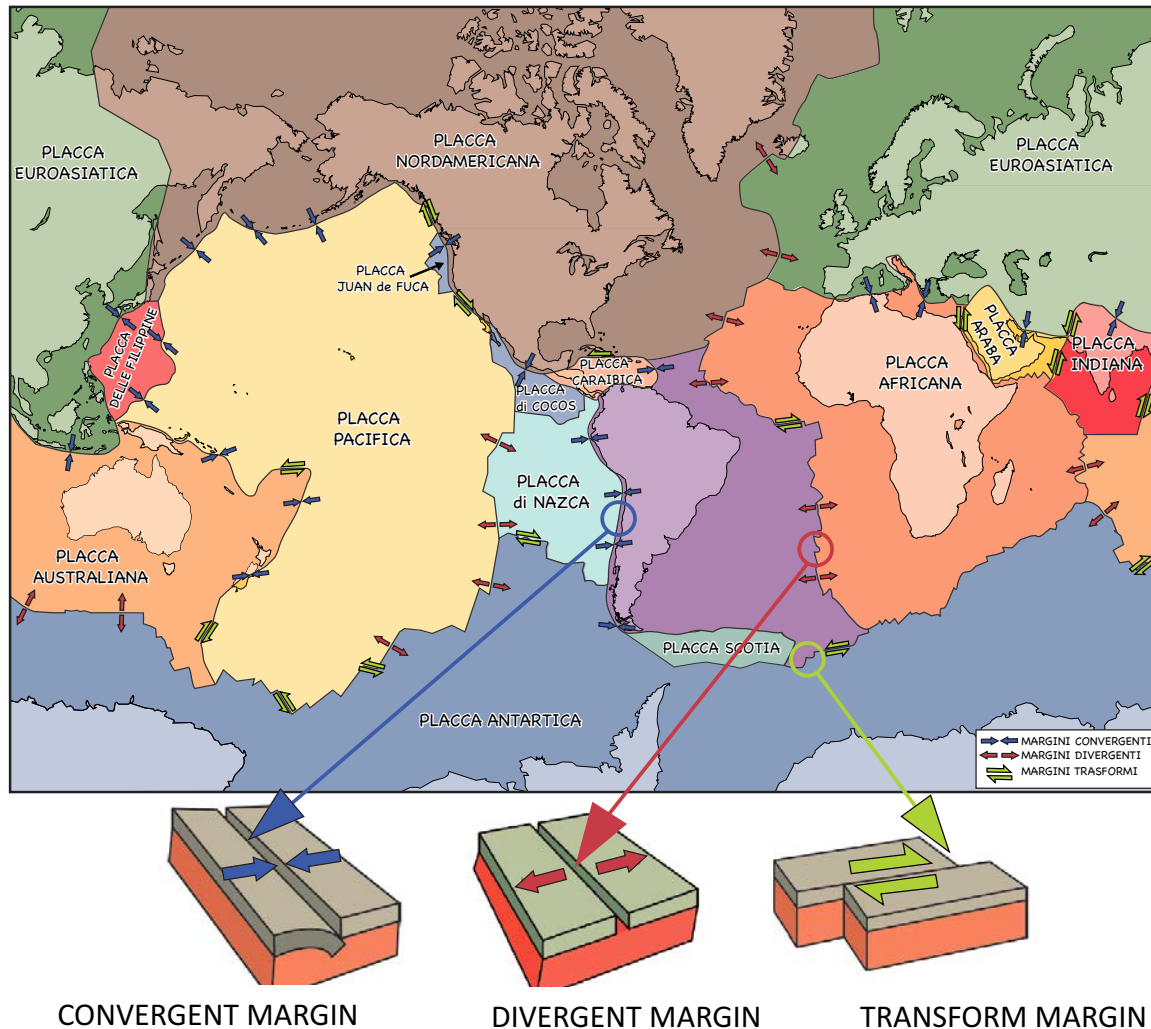 PLACCA
EUROASIATICA
PLACCA
NORDAMERICANA
PLACCA
EUROASIATICA
PLACCA
JUAN de FUCA
PLACCA
DELLE FILIPPINE
PLACCA
ARABA
PLACCA
INDIANA
PLACCA
CARAIBICA
PLACCA
AFRICANA
PLACCA
di COCOS
PLACCA
PACIFICA
PLACCA
di NAZCA
PLACCA
AUSTRALIANA
PLACCA SCOTIA
PLACCA ANTARTICA
MARGINI CONVERGENTI
MARGINI DIVERGENTI
MARGINI TRASFORMI
CONVERGENT MARGIN
DIVERGENT MARGIN
TRANSFORM MARGIN